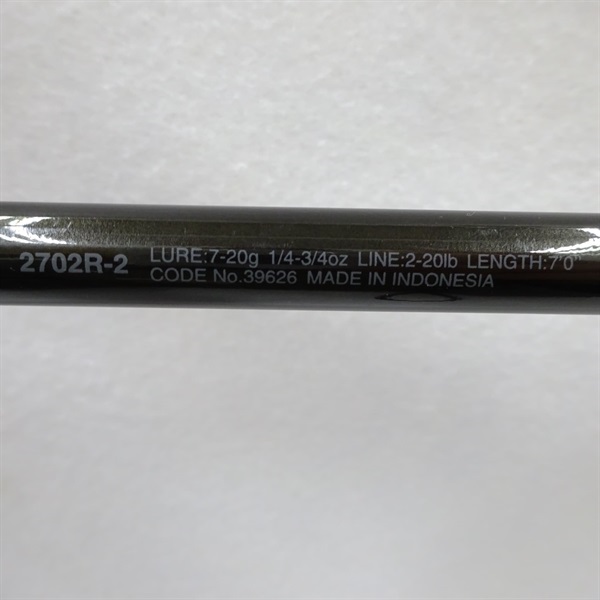 2702R-2 LURE:7-20g 1/4-3/4oz LINE:2-20lb LENGTH:7'0"
CODE No.39626 MADE IN INDONESIA